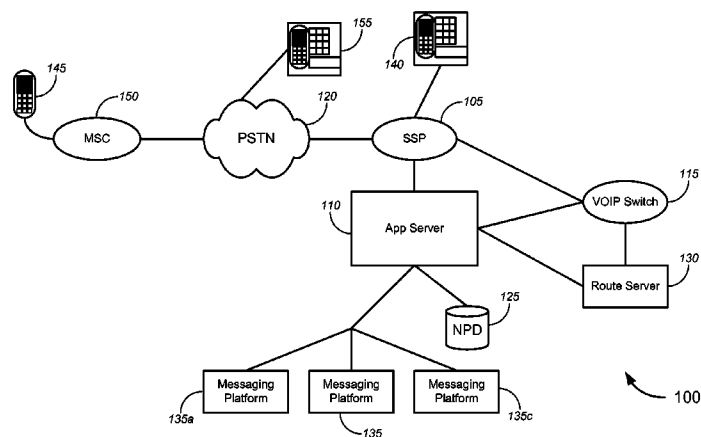 155
140
145
150
120
105
MSC
PSTN
SSP
115
110
VOIP Switch
App Server
130
Route Server
125
NPD
Messaging
Platform
Messaging
Platform
Messaging
Platform
135a
135
135c
100